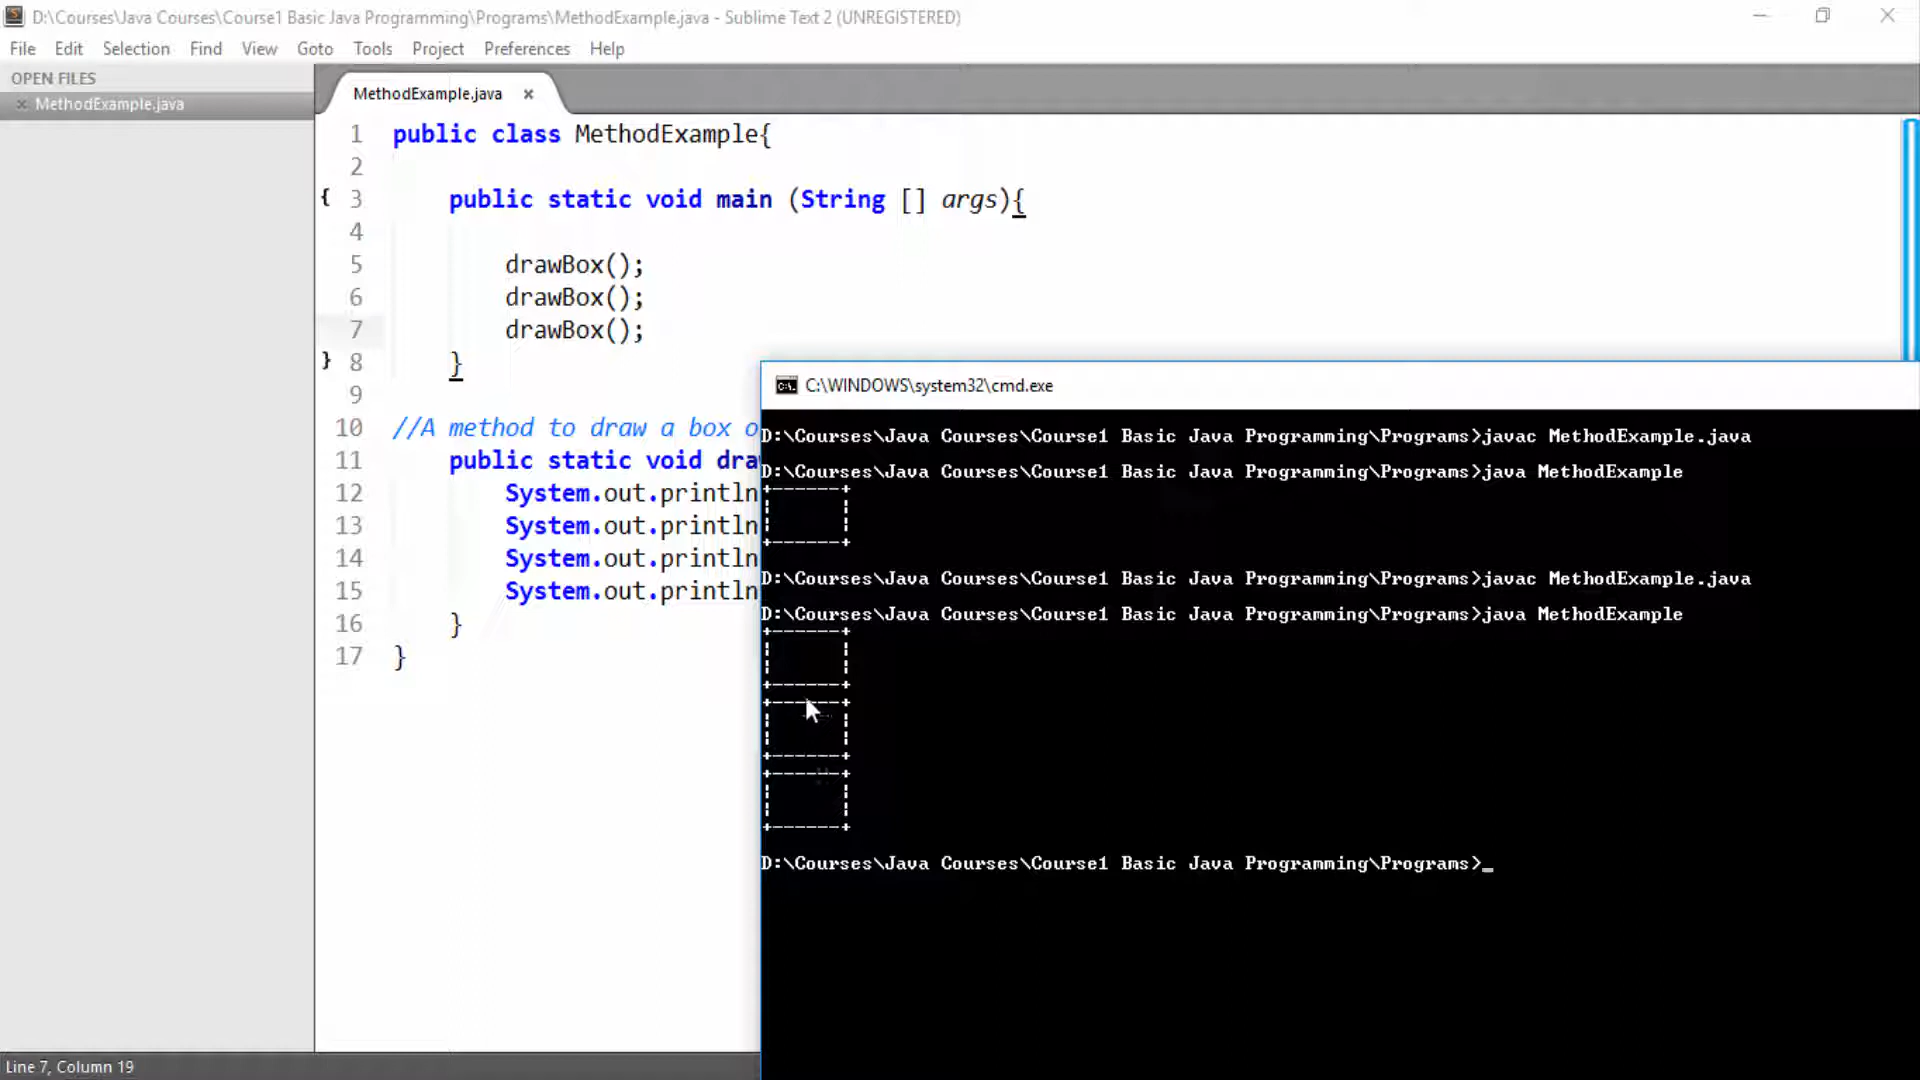 D:\Courses\Java Courses\Course1 Basic Java Programming\Programs\MethodExample.java - Sublime Text 2 (UNREGISTERED)
File Edit Selection Find View Goto Tools Project Preferences Help
OPEN FILES
MethodExample.java
MethodExample.java
1 public class MethodExample{
2
{ 3 public static void main (String [] args){
4
5 drawBox();
6 drawBox();
7 drawBox();
} 8 }
9
10 //A method to draw a box o
11 public static void dra
12 System.out.println
13 System.out.println
14 System.out.println
15 System.out.println
16 }
17 }
C:\WINDOWS\system32\cmd.exe
D:\Courses\Java Courses\Course1 Basic Java Programming\Programs>javac MethodExample.java
D:\Courses\Java Courses\Course1 Basic Java Programming\Programs>java MethodExample
+------+
|      |
|      |
+------+
D:\Courses\Java Courses\Course1 Basic Java Programming\Programs>javac MethodExample.java
D:\Courses\Java Courses\Course1 Basic Java Programming\Programs>java MethodExample
+------+
|      |
|      |
+------+
+------+
|      |
|      |
+------+
+------+
|      |
|      |
+------+
D:\Courses\Java Courses\Course1 Basic Java Programming\Programs>_
Line 7, Column 19